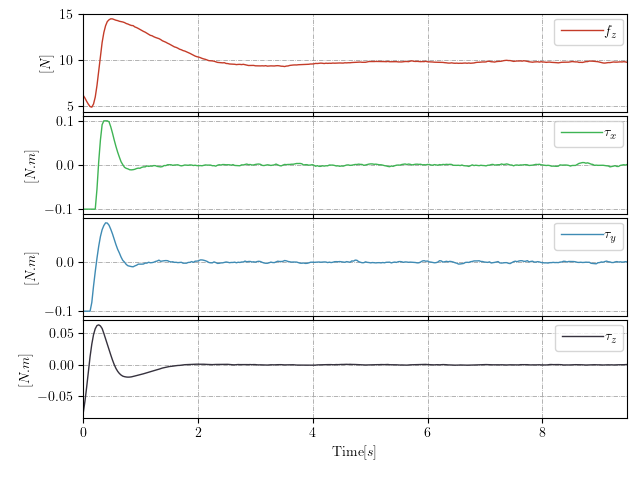 15
10
5
[N]
f_z
0.1
0.0
−0.1
[N.m]
τ_x
0.0
−0.1
[N.m]
τ_y
0.05
0.00
−0.05
[N.m]
τ_z
0 2 4 6 8
Time[s]